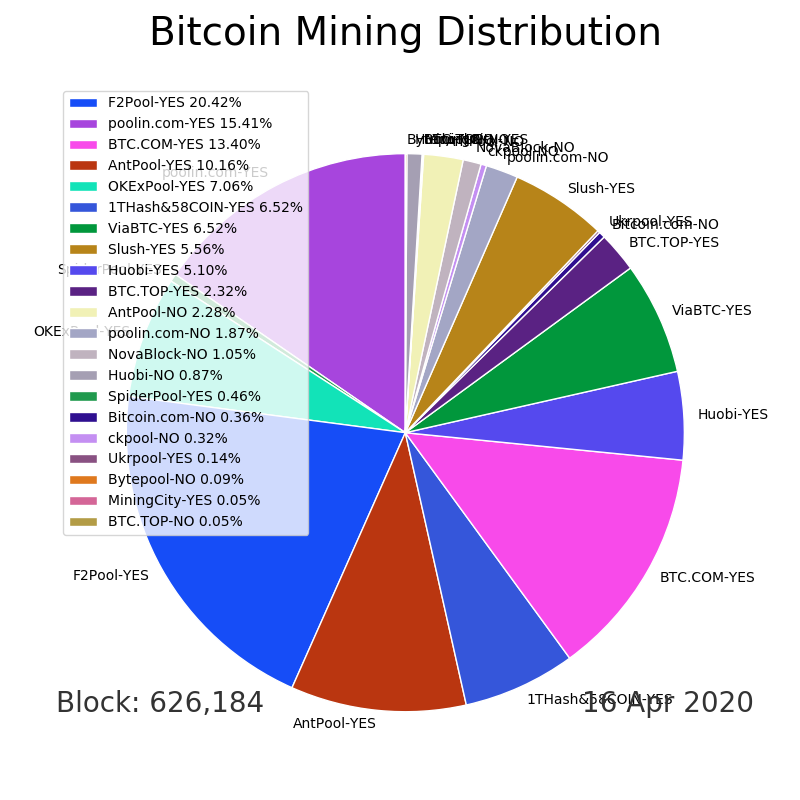 Bitcoin Mining Distribution
F2Pool-YES 20.42%
poolin.com-YES 15.41%
BTC.COM-YES 13.40%
AntPool-YES 10.16%
OKExPool-YES 7.06%
1THash&58COIN-YES 6.52%
ViaBTC-YES 6.52%
Slush-YES 5.56%
Huobi-YES 5.10%
BTC.TOP-YES 2.32%
AntPool-NO 2.28%
poolin.com-NO 1.87%
NovaBlock-NO 1.05%
Huobi-NO 0.87%
SpiderPool-YES 0.46%
Bitcoin.com-NO 0.36%
ckpool-NO 0.32%
Ukrpool-YES 0.14%
Bytepool-NO 0.09%
MiningCity-YES 0.05%
BTC.TOP-NO 0.05%
NovaBlock-NO
ckpool-NO
poolin.com-NO
Slush-YES
Ukrpool-YES
Bitcoin.com-NO
BTC.TOP-YES
ViaBTC-YES
Huobi-YES
BTC.COM-YES
1THash&58COIN-YES
AntPool-YES
F2Pool-YES
poolin.com-YES
Block: 626,184
16 Apr 2020